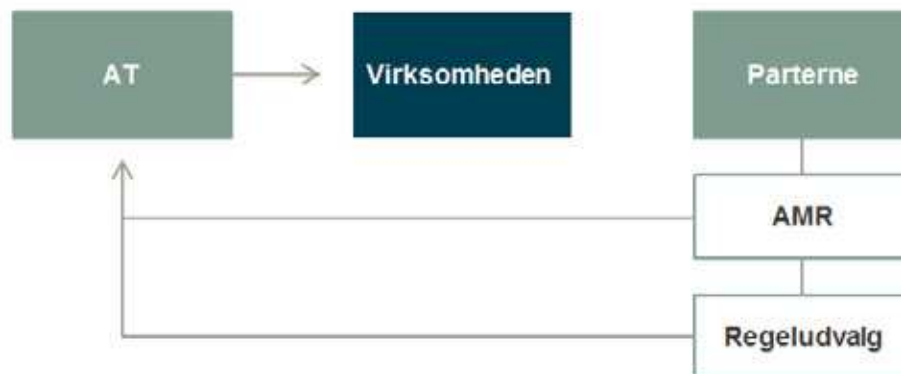 AT
Virksomheden
Parterne
AMR
Regeludvalg